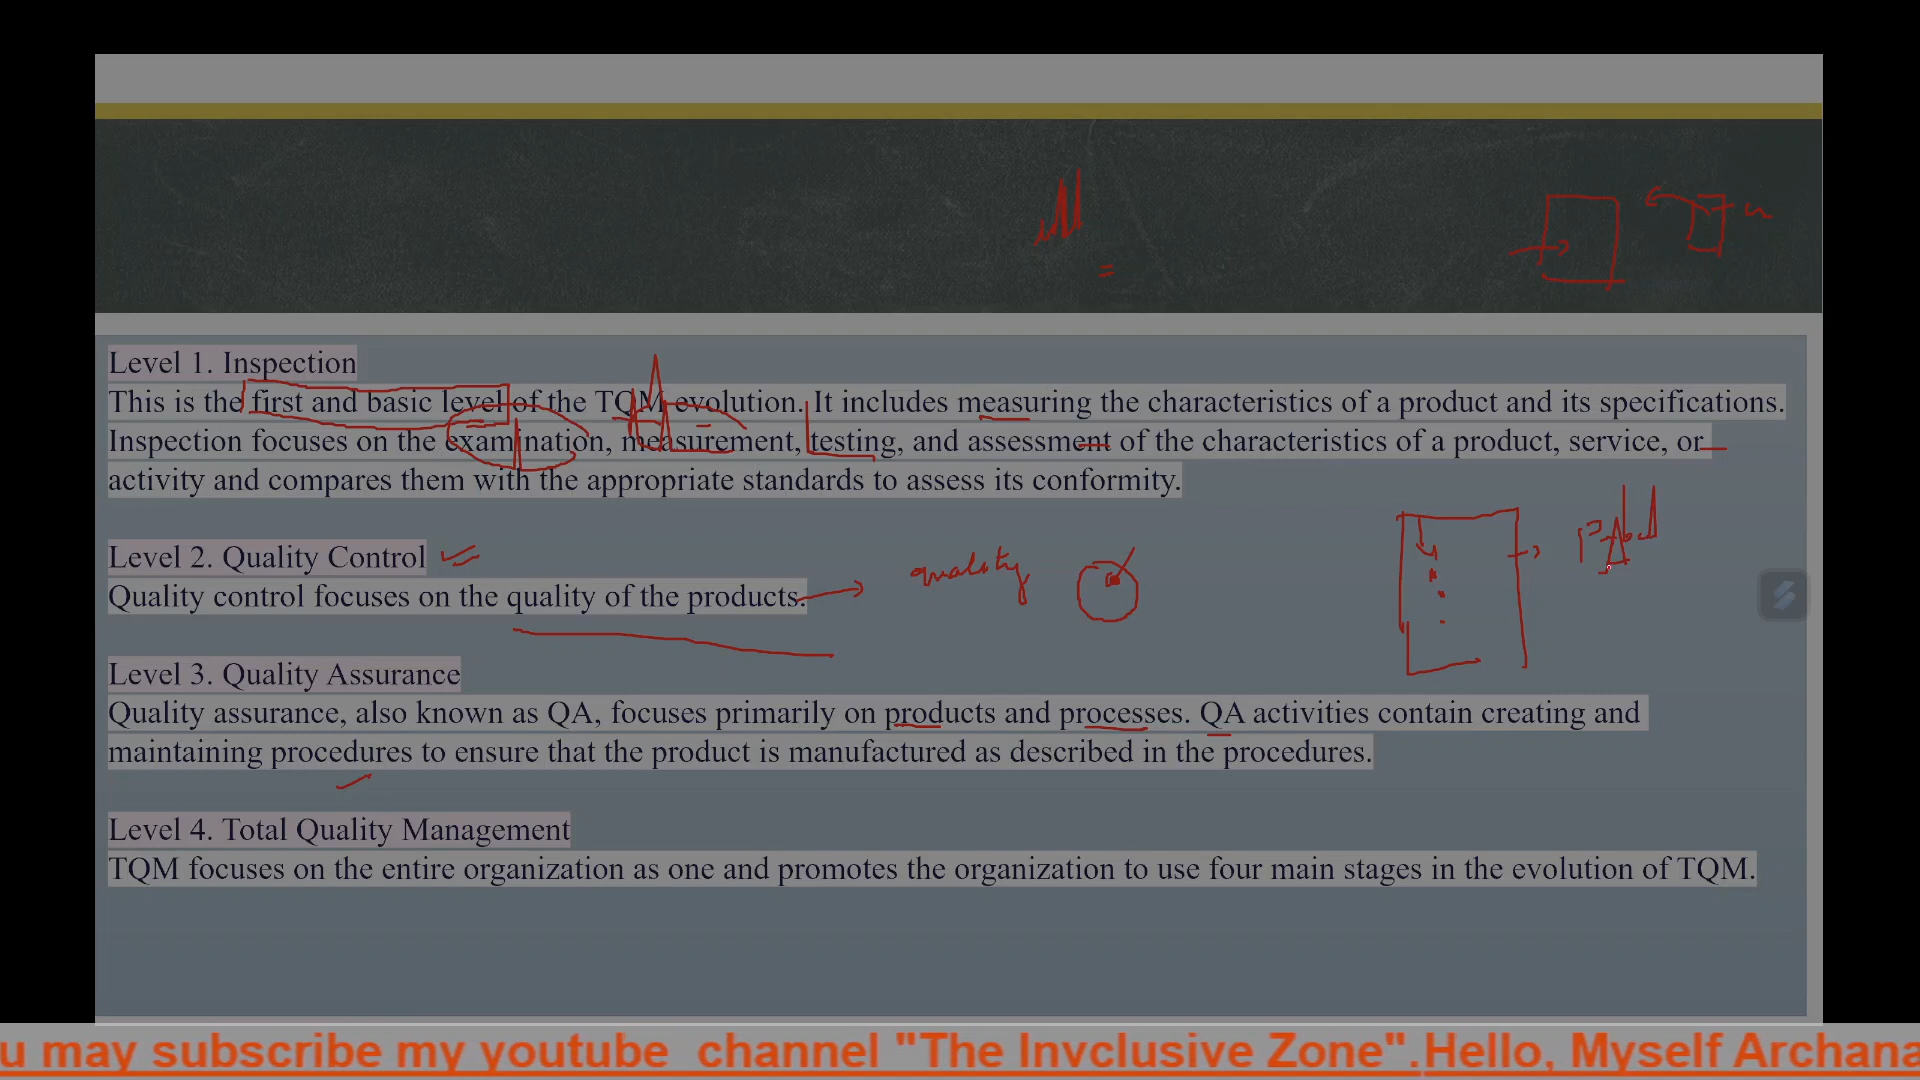 Level 1. Inspection
This is the first and basic level of the TQM evolution. It includes measuring the characteristics of a product and its specifications.
Inspection focuses on the examination, measurement, testing, and assessment of the characteristics of a product, service, or
activity and compares them with the appropriate standards to assess its conformity.
Level 2. Quality Control
Quality control focuses on the quality of the products.
quality
Level 3. Quality Assurance
Quality assurance, also known as QA, focuses primarily on products and processes. QA activities contain creating and
maintaining procedures to ensure that the product is manufactured as described in the procedures.
Level 4. Total Quality Management
TQM focuses on the entire organization as one and promotes the organization to use four main stages in the evolution of TQM.
u may subscribe my youtube channel "The Invclusive Zone".Hello, Myself Archana